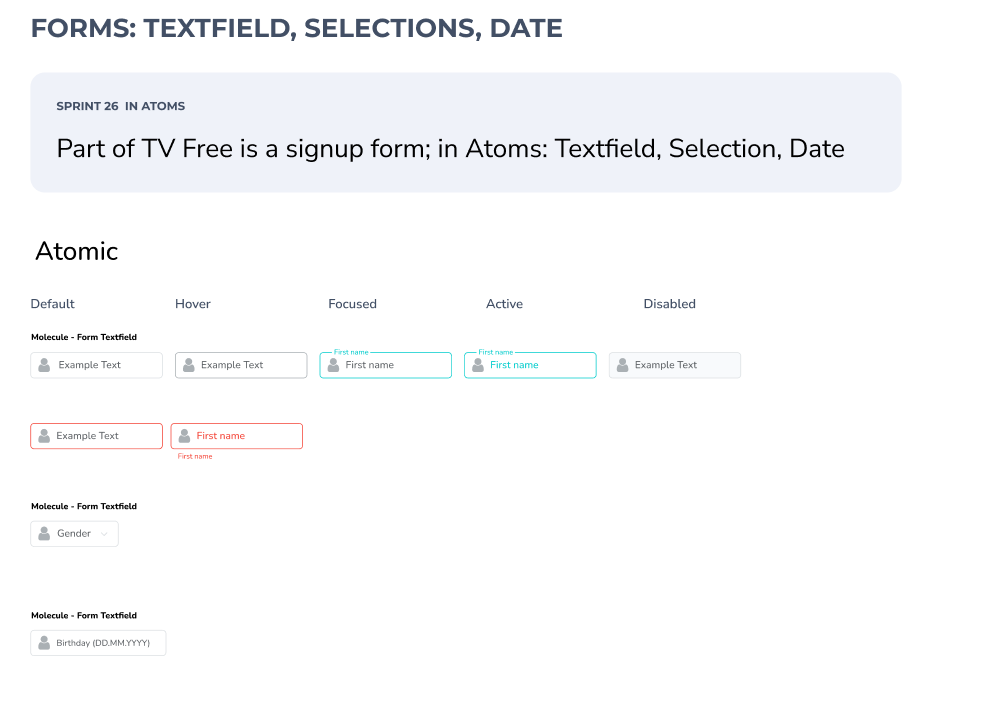 FORMS: TEXTFIELD, SELECTIONS, DATE
SPRINT 26  IN ATOMS
Part of TV Free is a signup form; in Atoms: Textfield, Selection, Date
Atomic
Default Hover Focused Active Disabled
Molecule - Form Textfield
First name First name
Example Text Example Text First name First name Example Text
Example Text First name
First name
Molecule - Form Textfield
Gender
Molecule - Form Textfield
Birthday (DD.MM.YYYY)